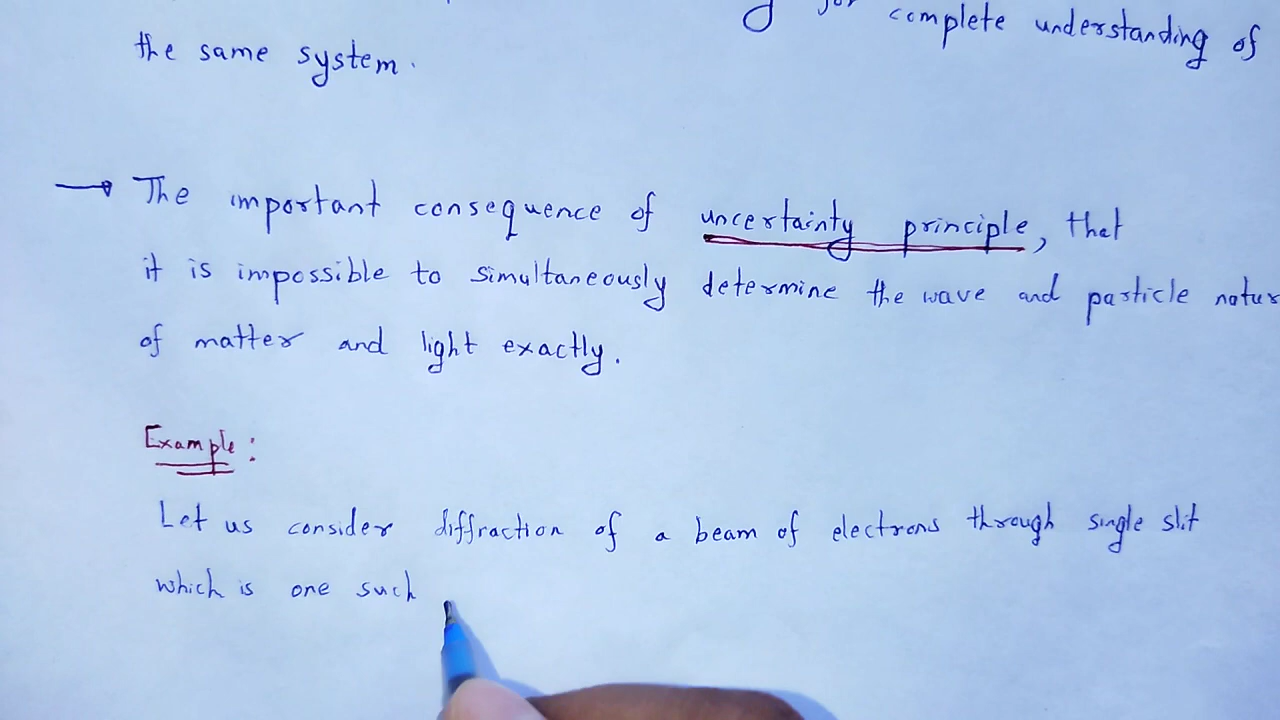 for complete understanding of
the same system.
→ The important consequence of uncertainty principle, that
it is impossible to simultaneously determine the wave and particle natur
of matter and light exactly.
Example:
Let us consider diffraction of a beam of electrons through single slit
which is one such